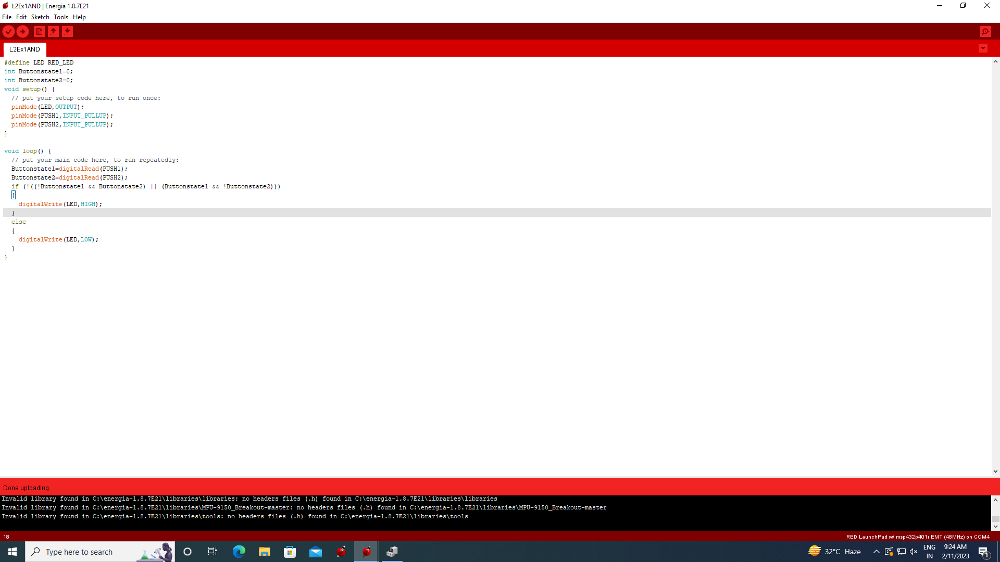 L2Ex1AND | Energia 1.8.7E21
File Edit Sketch Tools Help
L2Ex1AND
#define LED RED_LED
int Buttonstate1=0;
int Buttonstate2=0;
void setup() {
// put your setup code here, to run once:
pinMode(LED,OUTPUT);
pinMode(PUSH1,INPUT_PULLUP);
pinMode(PUSH2,INPUT_PULLUP);
}
void loop() {
// put your main code here, to run repeatedly:
Buttonstate1=digitalRead(PUSH1);
Buttonstate2=digitalRead(PUSH2);
if (!((!Buttonstate1 && Buttonstate2) || (Buttonstate1 && !Buttonstate2)))
{
digitalWrite(LED,HIGH);
}
else
{
digitalWrite(LED,LOW);
}
}
Done uploading.
Invalid library found in C:\energia-1.8.7E21\libraries\libraries: no headers files (.h) found in C:\energia-1.8.7E21\libraries\libraries
Invalid library found in C:\energia-1.8.7E21\libraries\MPU-9150_Breakout-master: no headers files (.h) found in C:\energia-1.8.7E21\libraries\MPU-9150_Breakout-master
Invalid library found in C:\energia-1.8.7E21\libraries\tools: no headers files (.h) found in C:\energia-1.8.7E21\libraries\tools
18
RED LaunchPad w/ msp432p401r EMT (48MHz) on COM4
Type here to search
32°C Haze
ENG
IN
9:24 AM
2/11/2023
1